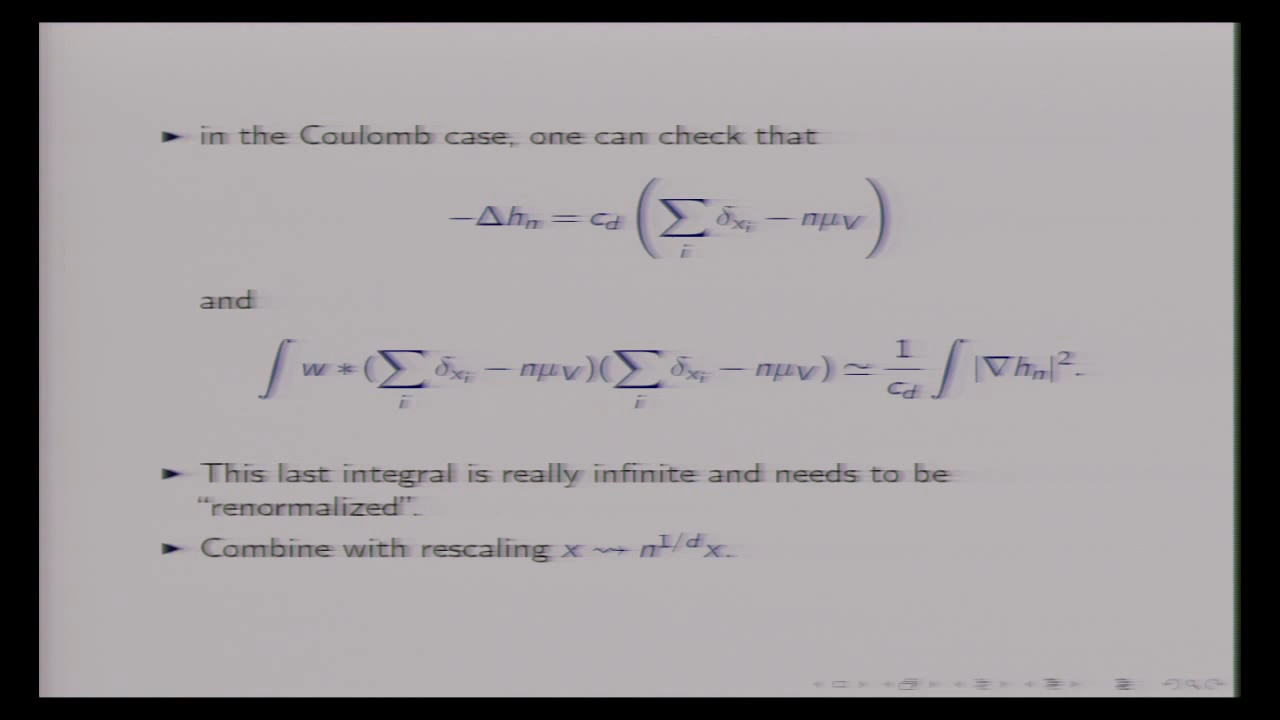 ► in the Coulomb case, one can check that
−Δhₙ = c_d ( ∑_i δ_{x_i} − nμ_V )
and
∫ w ∗ (∑_i δ_{x_i} − nμ_V)(∑_i δ_{x_i} − nμ_V) ≃ 1/c_d ∫ |∇hₙ|².
► This last integral is really infinite and needs to be
“renormalized”.
► Combine with rescaling x ⇝ n^{1/d}x.